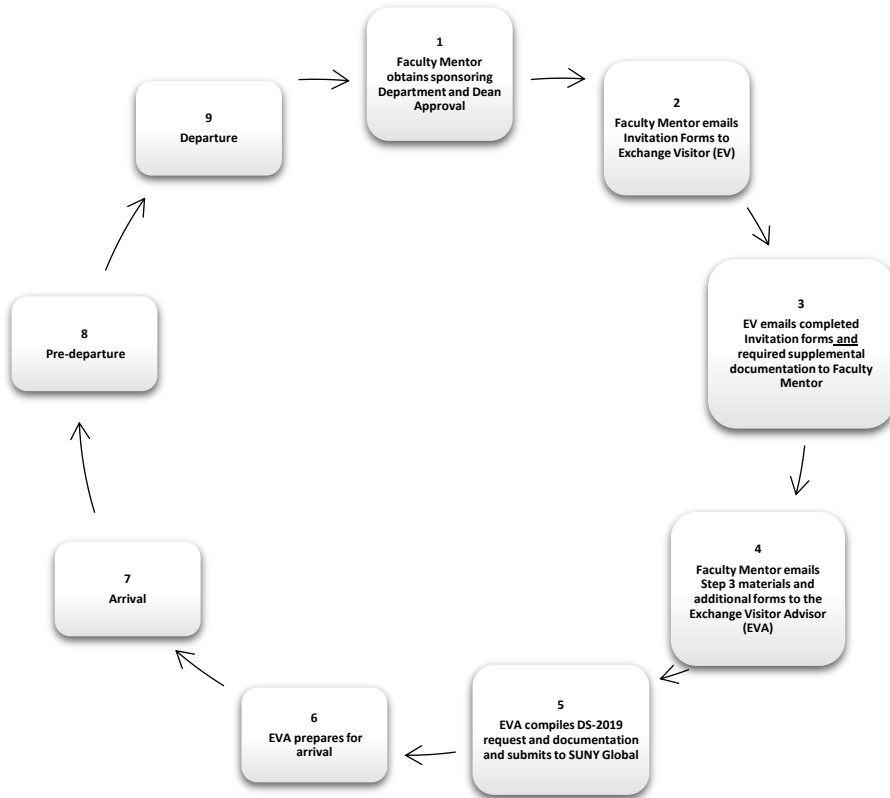 1
Faculty Mentor
obtains sponsoring
Department and Dean
Approval
2
Faculty Mentor emails
Invitation Forms to
Exchange Visitor (EV)
3
EV emails completed
Invitation forms and
required supplemental
documentation to Faculty
Mentor
4
Faculty Mentor emails
Step 3 materials and
additional forms to the
Exchange Visitor Advisor
(EVA)
5
EVA compiles DS-2019
request and documentation
and submits to SUNY Global
6
EVA prepares for
arrival
7
Arrival
8
Pre-departure
9
Departure